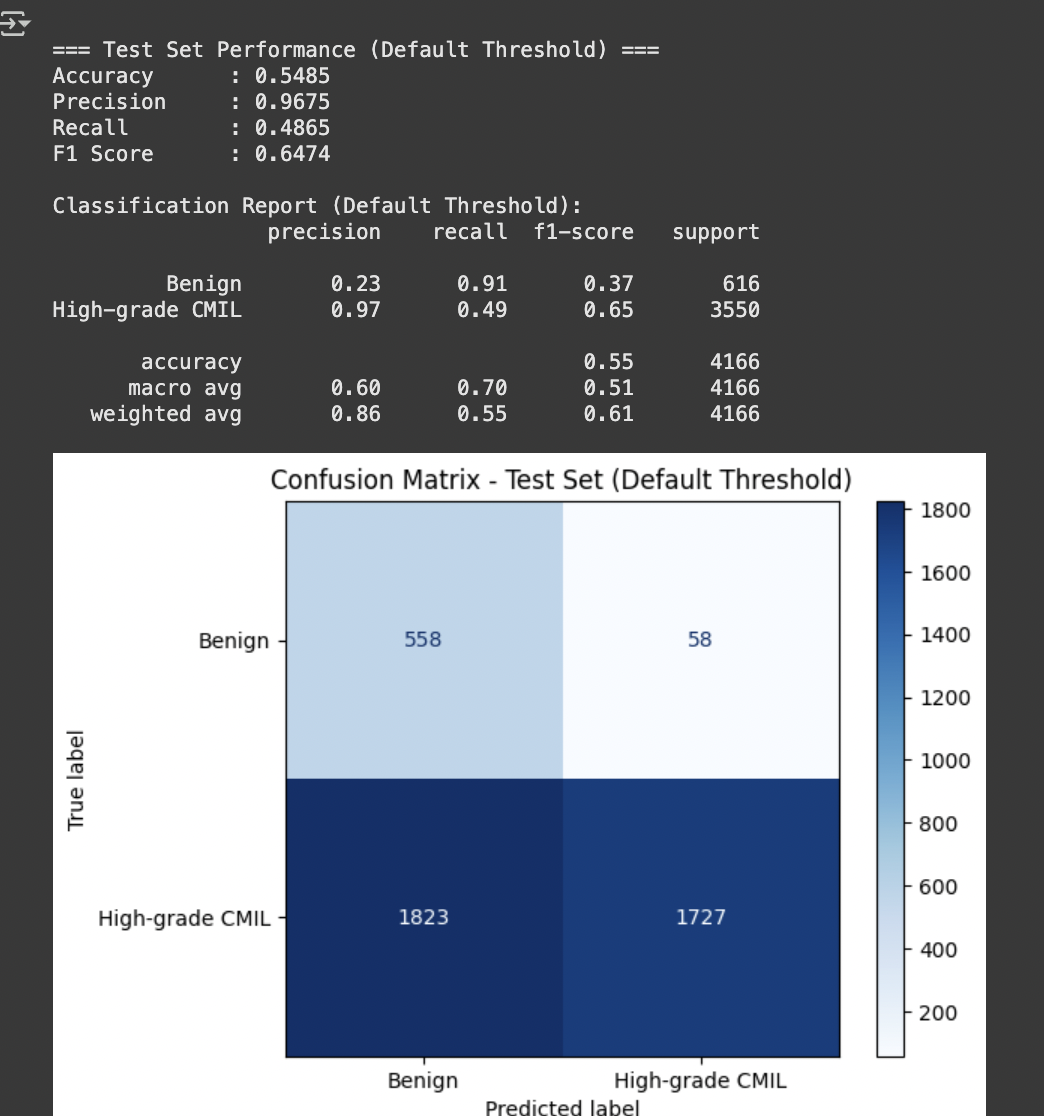 === Test Set Performance (Default Threshold) ===
Accuracy : 0.5485
Precision : 0.9675
Recall : 0.4865
F1 Score : 0.6474
Classification Report (Default Threshold):
precision recall f1-score support
Benign 0.23 0.91 0.37 616
High-grade CMIL 0.97 0.49 0.65 3550
accuracy 0.55 4166
macro avg 0.60 0.70 0.51 4166
weighted avg 0.86 0.55 0.61 4166
Confusion Matrix - Test Set (Default Threshold)
Benign
558
58
High-grade CMIL
1823
1727
True label
Benign
High-grade CMIL
Predicted label
1800
1600
1400
1200
1000
800
600
400
200